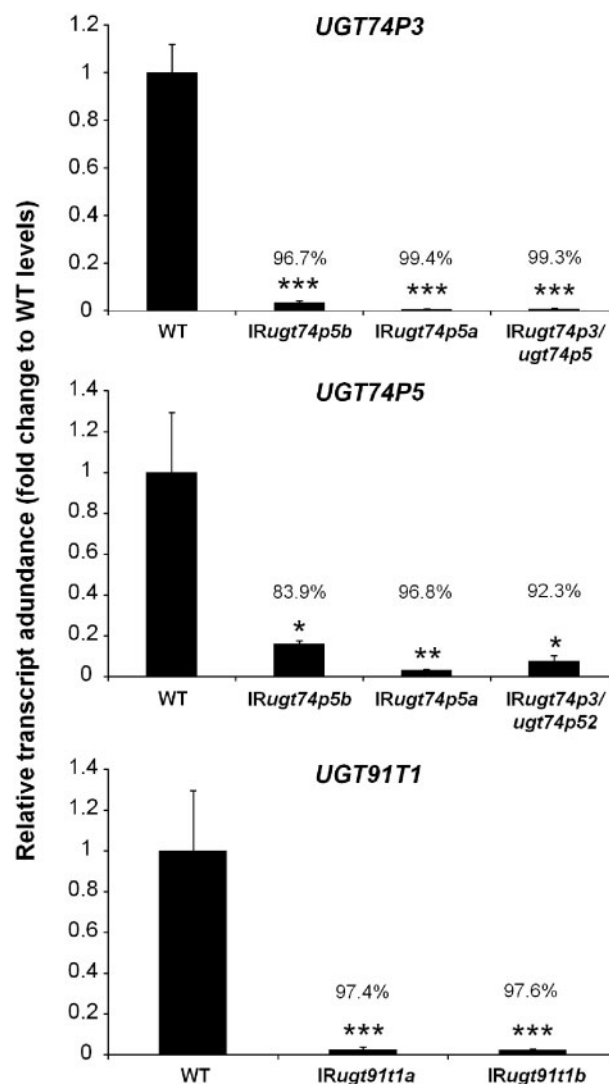 Relative transcript adundance (fold change to WT levels)
UGT74P3
1.2
1
0.8
0.6
0.4
0.2
0
96.7% 99.4% 99.3%
*** *** ***
WT IRugt74p5b IRugt74p5a IRugt74p3/
ugt74p5
UGT74P5
1.4
1.2
1
0.8
0.6
0.4
0.2
0
83.9% 96.8% 92.3%
* ** *
WT IRugt74p5b IRugt74p5a IRugt74p3/
ugt74p52
UGT91T1
1.4
1.2
1
0.8
0.6
0.4
0.2
0
97.4% 97.6%
*** ***
WT IRugt91t1a IRugt91t1b